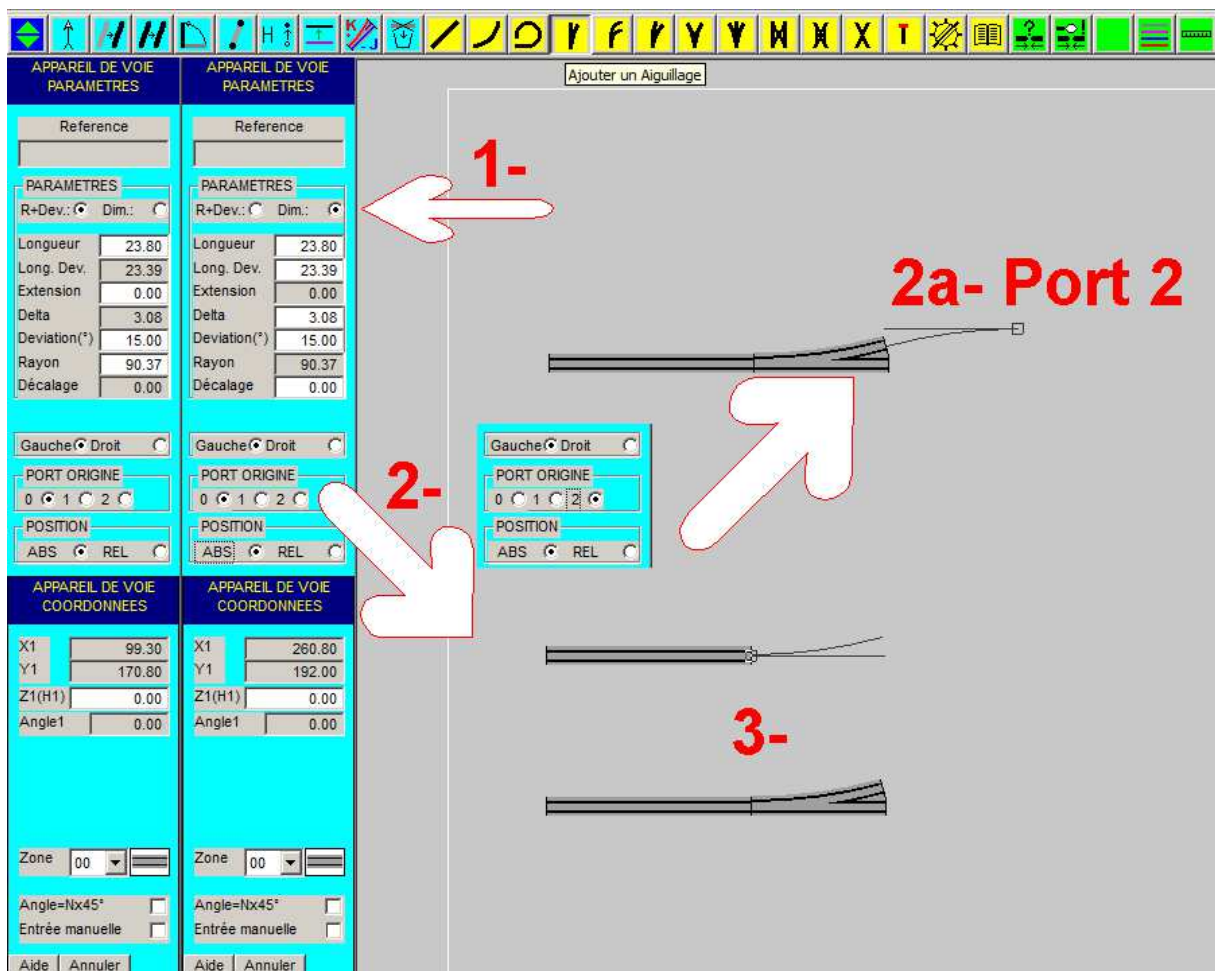 H
K
J
T
?
Ajouter un Aiguillage
APPAREIL DE VOIE
PARAMETRES
Reference
PARAMETRES
R+Dev.: Dim.:
Longueur 23.80
Long. Dev. 23.39
Extension 0.00
Delta 3.08
Deviation(°) 15.00
Rayon 90.37
Décalage 0.00
Gauche Droit
PORT ORIGINE
0 1 2
POSITION
ABS REL
APPAREIL DE VOIE
COORDONNEES
X1 99.30
Y1 170.80
Z1(H1) 0.00
Angle1 0.00
Zone 00
Angle=Nx45°
Entrée manuelle
Aide Annuler
APPAREIL DE VOIE
PARAMETRES
Reference
PARAMETRES
R+Dev.: Dim.:
Longueur 23.80
Long. Dev. 23.39
Extension 0.00
Delta 3.08
Deviation(°) 15.00
Rayon 90.37
Décalage 0.00
Gauche Droit
PORT ORIGINE
0 1 2
POSITION
ABS REL
APPAREIL DE VOIE
COORDONNEES
X1 260.80
Y1 192.00
Z1(H1) 0.00
Angle1 0.00
Zone 00
Angle=Nx45°
Entrée manuelle
Aide Annuler
1-
2a- Port 2
2-
Gauche Droit
PORT ORIGINE
0 1 2
POSITION
ABS REL
3-